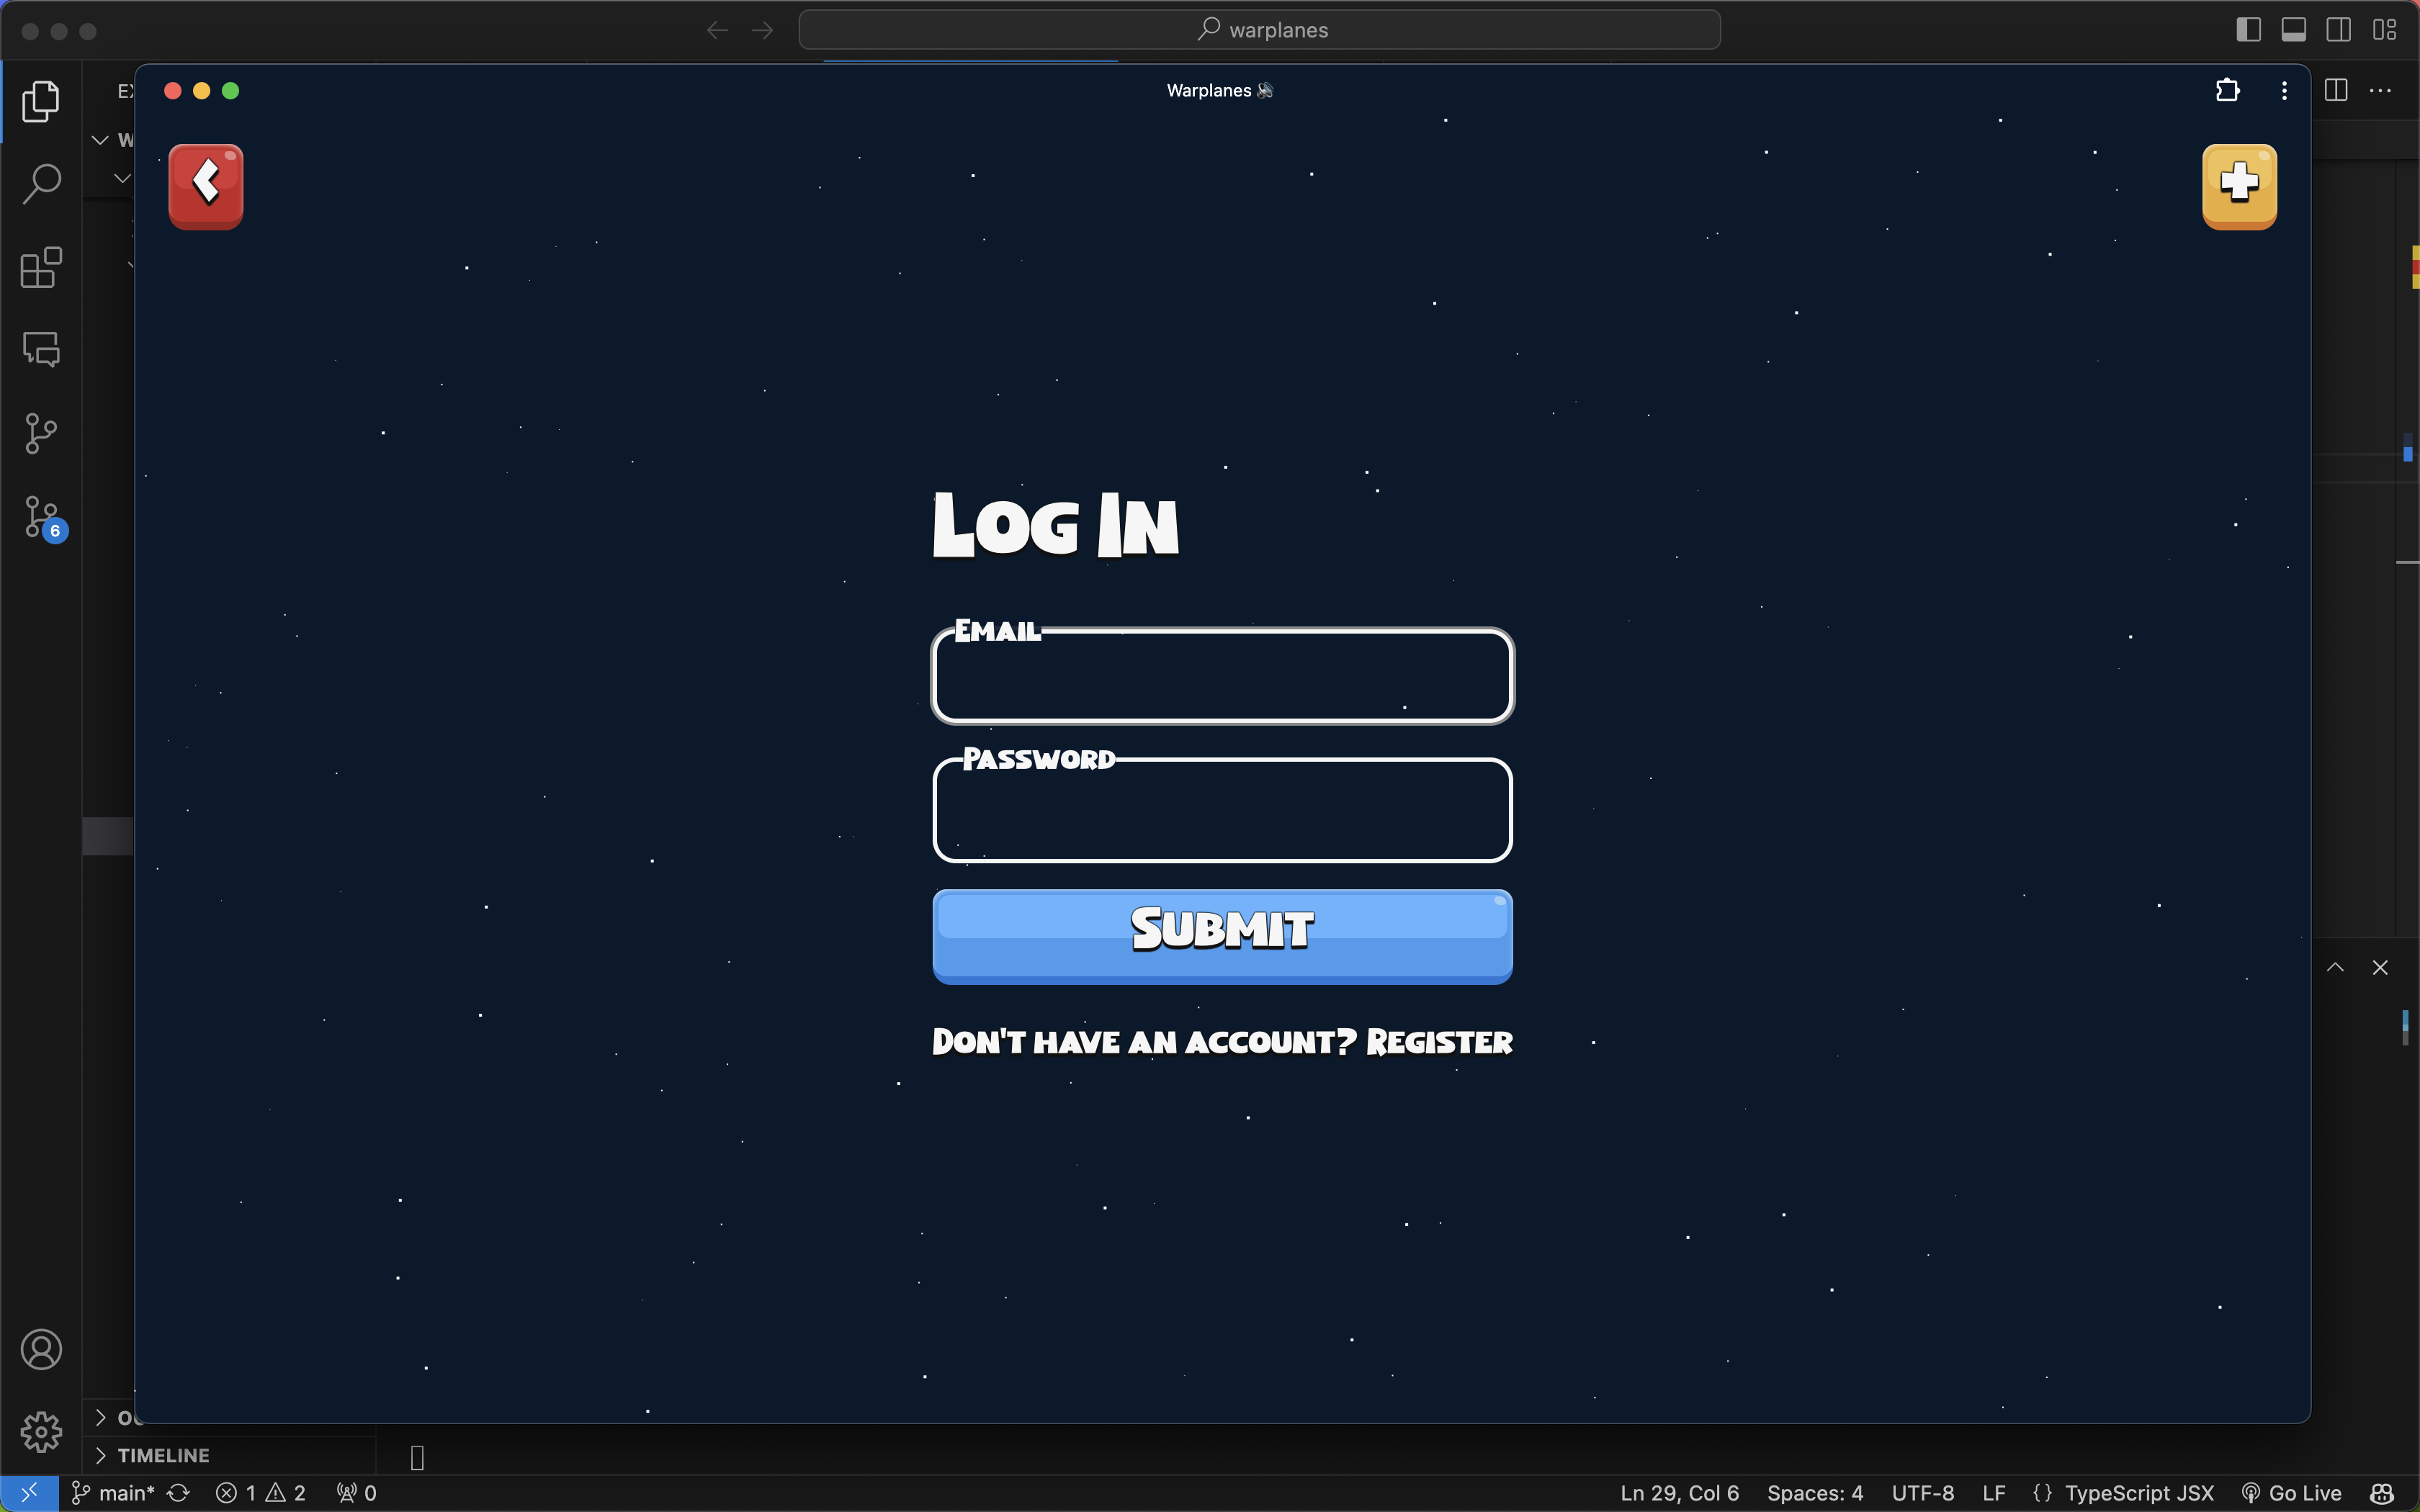 warplanes
Warplanes
EX
W
6
Log In
Email
Password
Submit
Don't have an account? Register
TIMELINE
main* 1 2 0 Ln 29, Col 6 Spaces: 4 UTF-8 LF {} TypeScript JSX Go Live